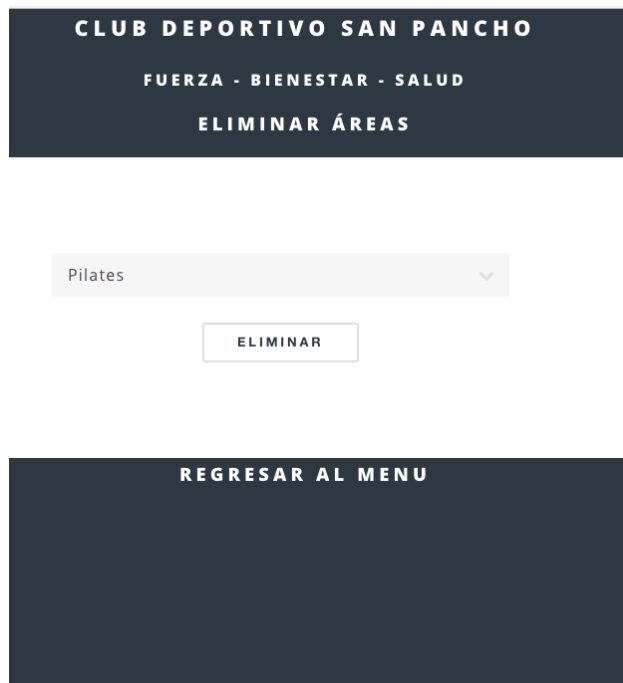 CLUB DEPORTIVO SAN PANCHO
FUERZA - BIENESTAR - SALUD
ELIMINAR ÁREAS
Pilates
ELIMINAR
REGRESAR AL MENU